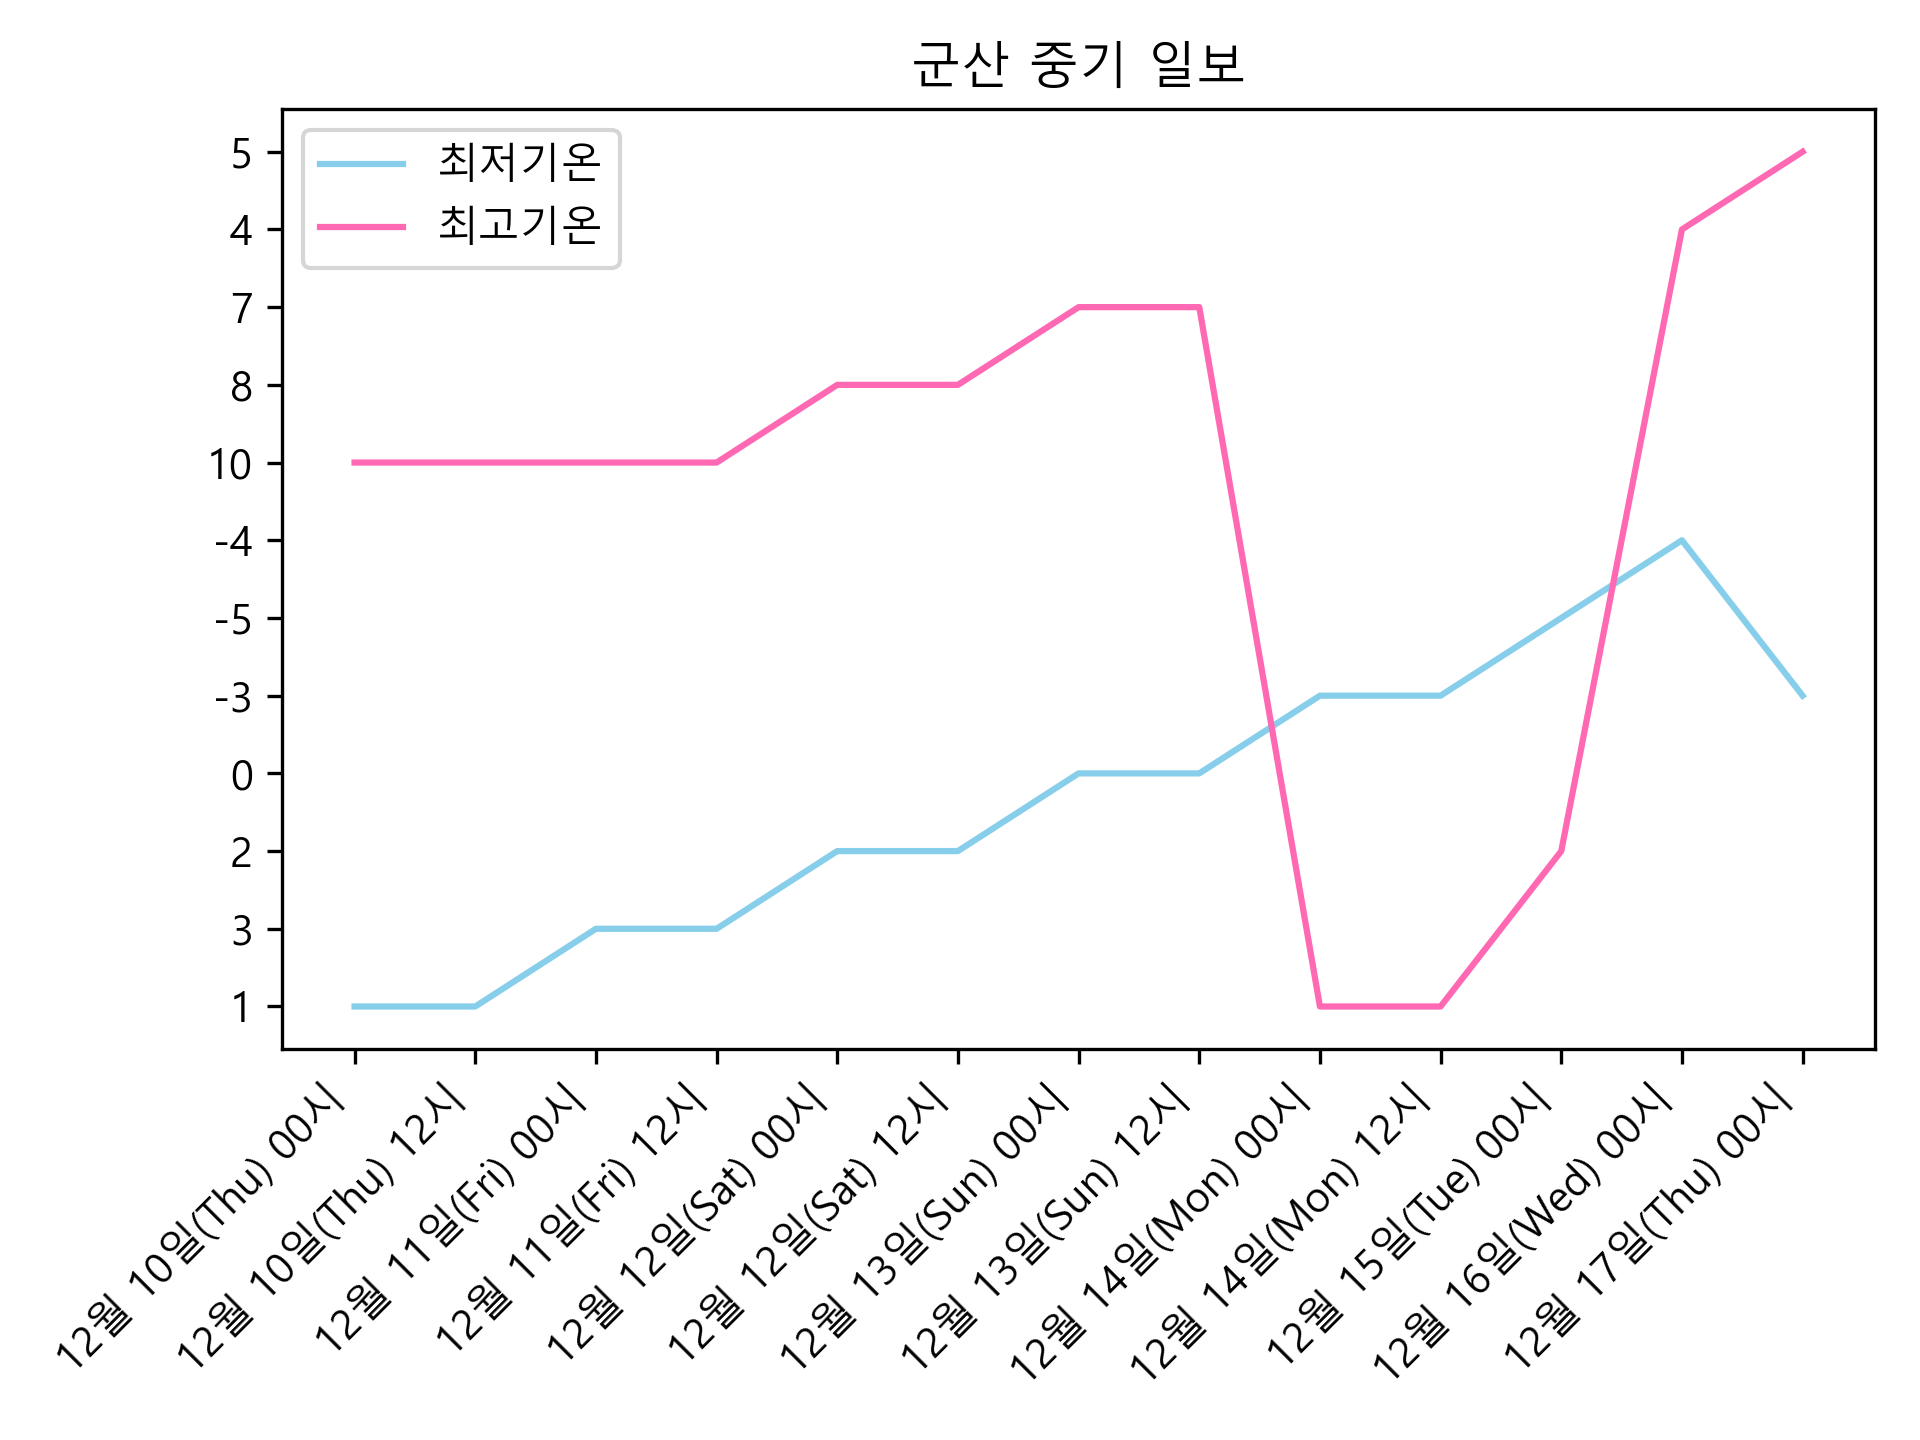 군산 중기 일보
최저기온
최고기온
5
4
7
8
10
-4
-5
-3
0
2
3
1
12월 10일(Thu) 00시
12월 10일(Thu) 12시
12월 11일(Fri) 00시
12월 11일(Fri) 12시
12월 12일(Sat) 00시
12월 12일(Sat) 12시
12월 13일(Sun) 00시
12월 13일(Sun) 12시
12월 14일(Mon) 00시
12월 14일(Mon) 12시
12월 15일(Tue) 00시
12월 16일(Wed) 00시
12월 17일(Thu) 00시